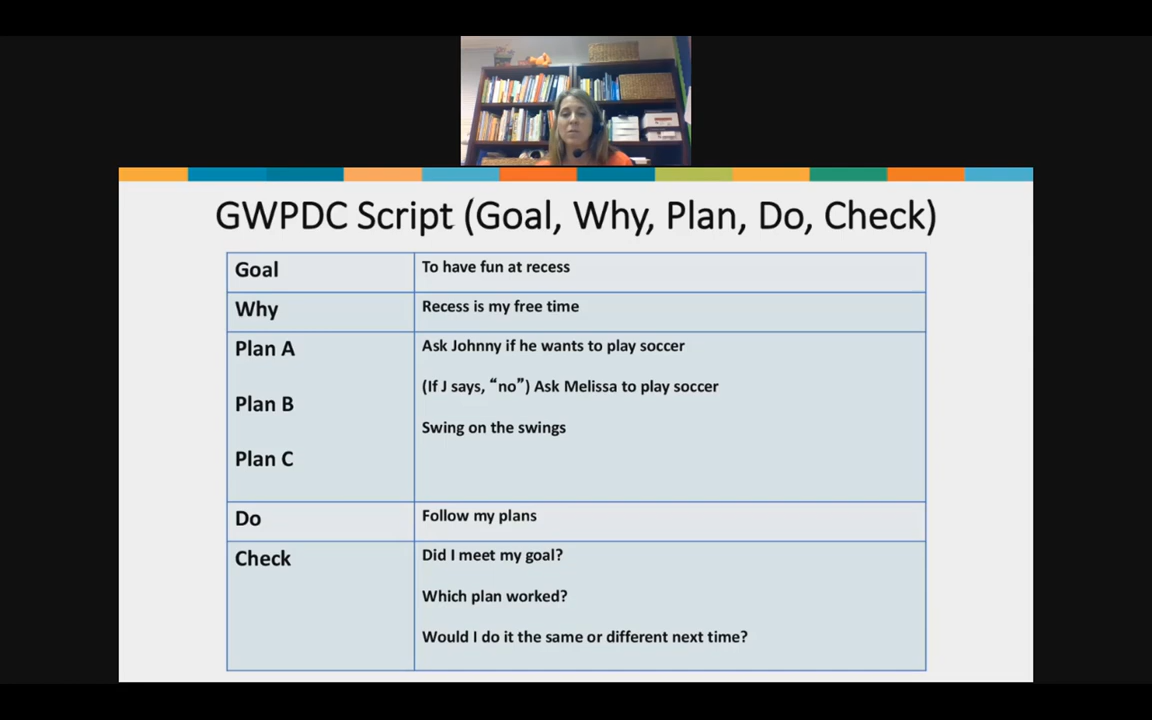 GWPDC Script (Goal, Why, Plan, Do, Check)
Goal
To have fun at recess
Why
Recess is my free time
Plan A
Ask Johnny if he wants to play soccer
(If J says, “no”) Ask Melissa to play soccer
Plan B
Swing on the swings
Plan C
Do
Follow my plans
Check
Did I meet my goal?
Which plan worked?
Would I do it the same or different next time?